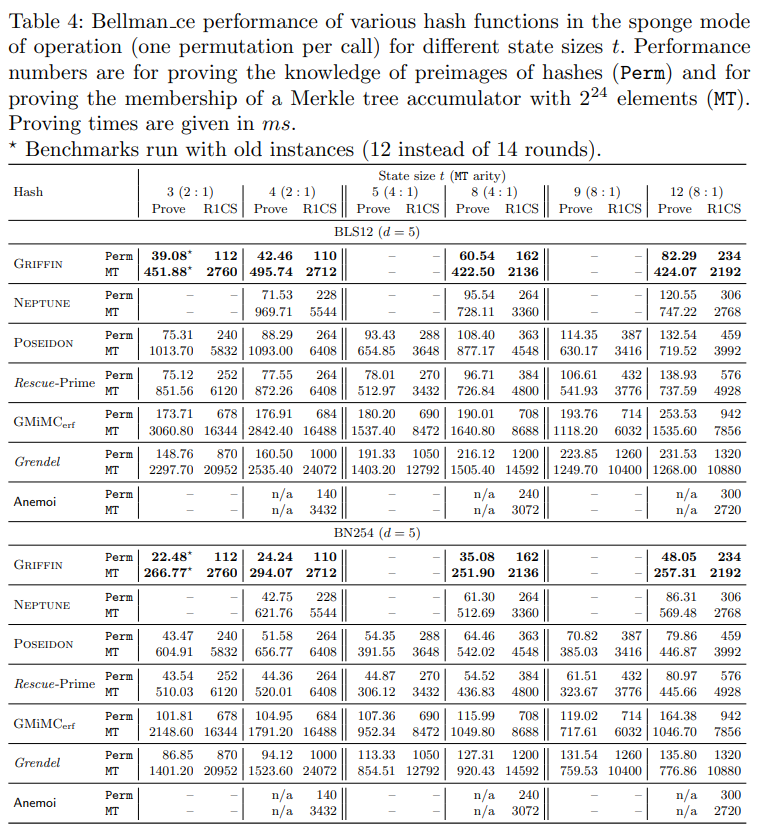 Table 4: Bellman_ce performance of various hash functions in the sponge mode
of operation (one permutation per call) for different state sizes t. Performance
numbers are for proving the knowledge of preimages of hashes (Perm) and for
proving the membership of a Merkle tree accumulator with 2^24 elements (MT).
Proving times are given in ms.
* Benchmarks run with old instances (12 instead of 14 rounds).
State size t (MT arity)
Hash 3 (2 : 1) 4 (2 : 1) 5 (4 : 1) 8 (4 : 1) 9 (8 : 1) 12 (8 : 1)
Prove R1CS Prove R1CS Prove R1CS Prove R1CS Prove R1CS Prove R1CS
BLS12 (d = 5)
GRIFFIN Perm 39.08* 112 42.46 110 – – 60.54 162 – – 82.29 234
MT 451.88* 2760 495.74 2712 – – 422.50 2136 – – 424.07 2192
NEPTUNE Perm – – 71.53 228 – – 95.54 264 – – 120.55 306
MT – – 969.71 5544 – – 728.11 3360 – – 747.22 2768
POSEIDON Perm 75.31 240 88.29 264 93.43 288 108.40 363 114.35 387 132.54 459
MT 1013.70 5832 1093.00 6408 654.85 3648 877.17 4548 630.17 3416 719.52 3992
Rescue-Prime Perm 75.12 252 77.55 264 78.01 270 96.71 384 106.61 432 138.93 576
MT 851.56 6120 872.26 6408 512.97 3432 726.84 4800 541.93 3776 737.59 4928
GMiMCerf Perm 173.71 678 176.91 684 180.20 690 190.01 708 193.76 714 253.53 942
MT 3060.80 16344 2842.40 16488 1537.40 8472 1640.80 8688 1118.20 6032 1535.60 7856
Grendel Perm 148.76 870 160.50 1000 191.33 1050 216.12 1200 223.85 1260 231.53 1320
MT 2297.70 20952 2535.40 24072 1403.20 12792 1505.40 14592 1249.70 10400 1268.00 10880
Anemoi Perm – – n/a 140 – – n/a 240 – – n/a 300
MT – – n/a 3432 – – n/a 3072 – – n/a 2720
BN254 (d = 5)
GRIFFIN Perm 22.48* 112 24.24 110 – – 35.08 162 – – 48.05 234
MT 266.77* 2760 294.07 2712 – – 251.90 2136 – – 257.31 2192
NEPTUNE Perm – – 42.75 228 – – 61.30 264 – – 86.31 306
MT – – 621.76 5544 – – 512.69 3360 – – 569.48 2768
POSEIDON Perm 43.47 240 51.58 264 54.35 288 64.46 363 70.82 387 79.86 459
MT 604.91 5832 656.77 6408 391.55 3648 542.02 4548 385.03 3416 446.87 3992
Rescue-Prime Perm 43.54 252 44.36 264 44.87 270 54.52 384 61.51 432 80.97 576
MT 510.03 6120 520.01 6408 306.12 3432 436.83 4800 323.67 3776 445.66 4928
GMiMCerf Perm 101.81 678 104.95 684 107.36 690 115.99 708 119.02 714 164.38 942
MT 2148.60 16344 1791.20 16488 952.34 8472 1049.80 8688 717.61 6032 1046.70 7856
Grendel Perm 86.85 870 94.12 1000 113.33 1050 127.31 1200 131.54 1260 135.80 1320
MT 1401.20 20952 1523.60 24072 854.51 12792 920.43 14592 759.53 10400 776.86 10880
Anemoi Perm – – n/a 140 – – n/a 240 – – n/a 300
MT – – n/a 3432 – – n/a 3072 – – n/a 2720